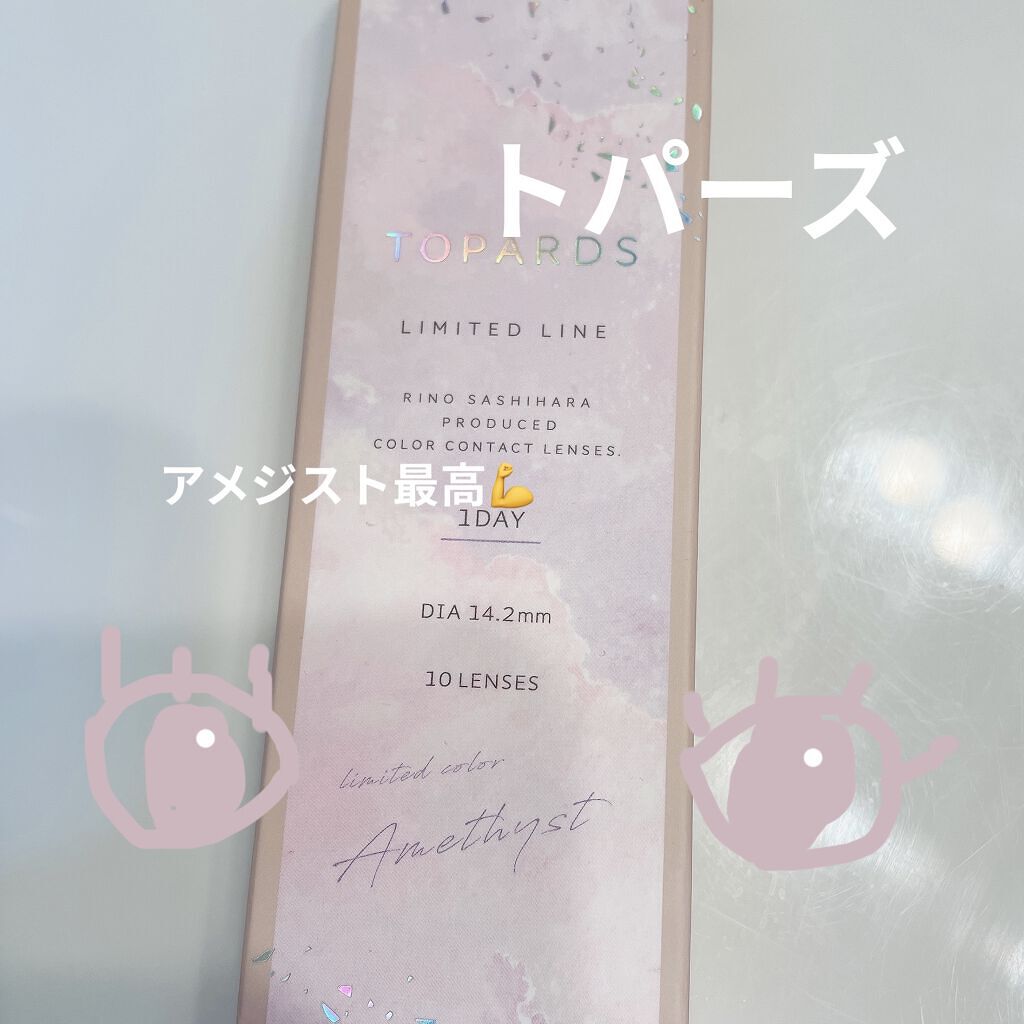 トパーズ
TOPARDS
LIMITED LINE
RINO SASHIHARA
PRODUCED
COLOR CONTACT LENSES.
アメジスト最高💪
1DAY
DIA 14.2mm
10 LENSES
limited color
Amethyst